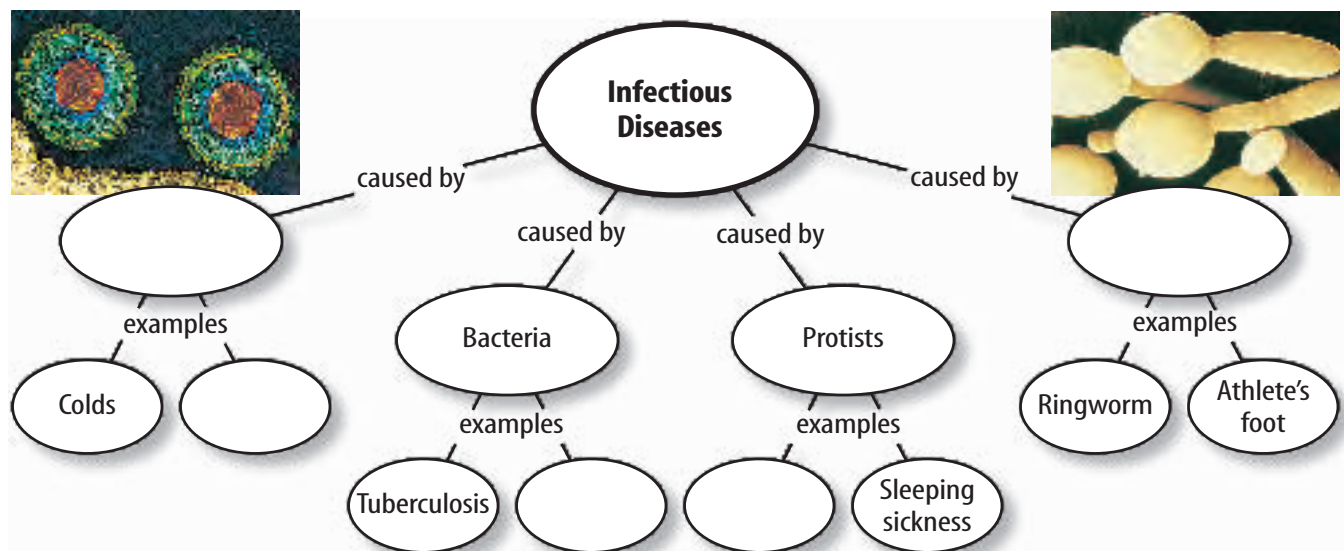 Infectious
Diseases
caused by
caused by
caused by
caused by
examples
Bacteria
Protists
examples
Colds
examples
examples
Ringworm
Athlete’s
foot
Tuberculosis
Sleeping
sickness